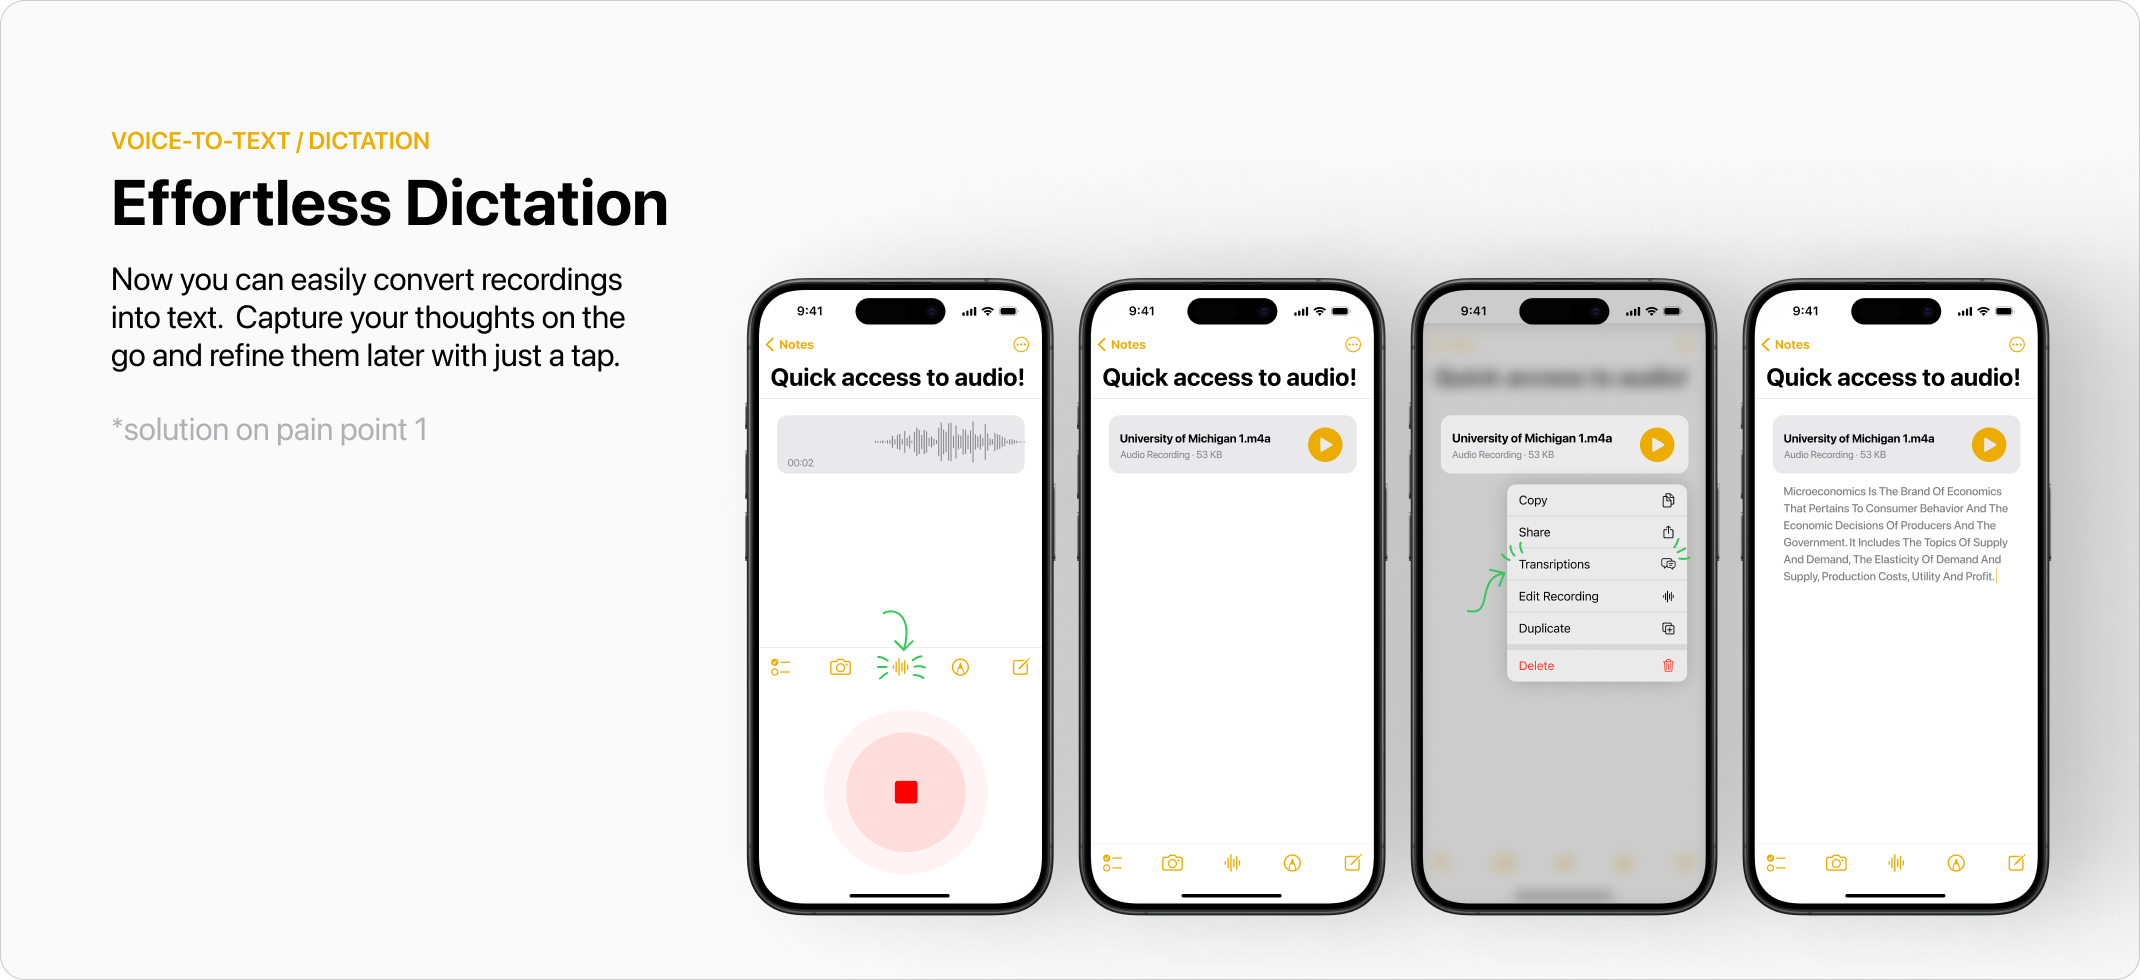 VOICE-TO-TEXT / DICTATION
Effortless Dictation
Now you can easily convert recordings
into text.  Capture your thoughts on the
go and refine them later with just a tap.
*solution on pain point 1
9:41
Notes
Quick access to audio!
00:02
9:41
Notes
Quick access to audio!
University of Michigan 1.m4a
Audio Recording · 53 KB
9:41
Quick access to audio!
University of Michigan 1.m4a
Audio Recording · 53 KB
Copy
Share
Transriptions
Edit Recording
Duplicate
Delete
9:41
Notes
Quick access to audio!
University of Michigan 1.m4a
Audio Recording · 53 KB
Microeconomics Is The Brand Of Economics
That Pertains To Consumer Behavior And The
Economic Decisions Of Producers And The
Government. It Includes The Topics Of Supply
And Demand, The Elasticity Of Demand And
Supply, Production Costs, Utility And Profit.